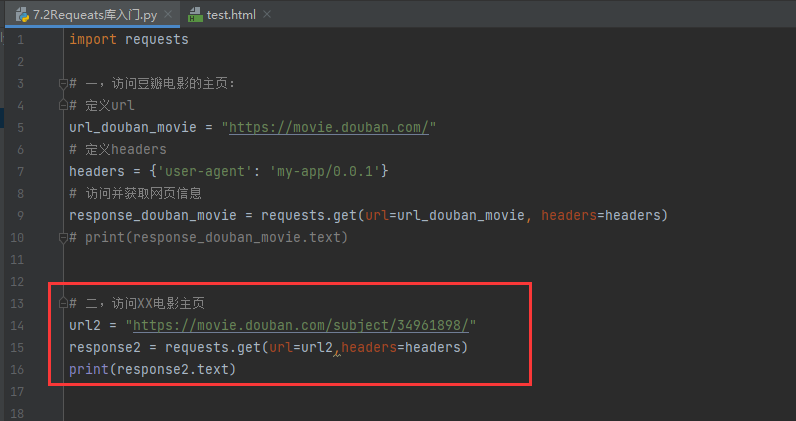 7.2Requeats库入门.py test.html
1 import requests
2
3 # 一，访问豆瓣电影的主页：
4 # 定义url
5 url_douban_movie = "https://movie.douban.com/"
6 # 定义headers
7 headers = {'user-agent': 'my-app/0.0.1'}
8 # 访问并获取网页信息
9 response_douban_movie = requests.get(url=url_douban_movie, headers=headers)
10 # print(response_douban_movie.text)
11
12
13 # 二，访问XX电影主页
14 url2 = "https://movie.douban.com/subject/34961898/"
15 response2 = requests.get(url=url2,headers=headers)
16 print(response2.text)
17
18